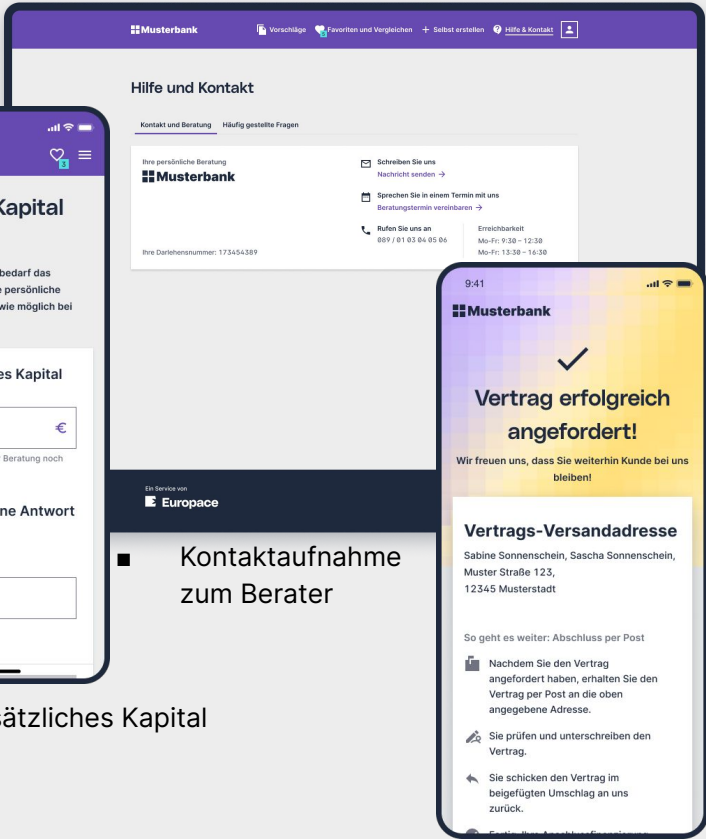 Musterbank
Vorschläge
3
Favoriten und Vergleichen
Selbst erstellen
Hilfe & Kontakt
Hilfe und Kontakt
Kontakt und Beratung
Häufig gestellte Fragen
Ihre persönliche Beratung
Musterbank
Ihre Darlehensnummer: 173454389
Schreiben Sie uns
Nachricht senden →
Sprechen Sie in einem Termin mit uns
Beratungstermin vereinbaren →
Rufen Sie uns an
089 / 01 03 04 05 06
Erreichbarkeit
Mo-Fr: 9:30 – 12:30
Mo-Fr: 13:30 – 16:30
Ein Service von
Europace
3
Kapital
bedarf das
persönliche
wie möglich bei
es Kapital
€
Beratung noch
ne Antwort
■ Kontaktaufnahme
zum Berater
sätzliches Kapital
9:41
Musterbank
Vertrag erfolgreich
angefordert!
Wir freuen uns, dass Sie weiterhin Kunde bei uns
bleiben!
Vertrags-Versandadresse
Sabine Sonnenschein, Sascha Sonnenschein,
Muster Straße 123,
12345 Musterstadt
So geht es weiter: Abschluss per Post
Nachdem Sie den Vertrag
angefordert haben, erhalten Sie den
Vertrag per Post an die oben
angegebene Adresse.
Sie prüfen und unterschreiben den
Vertrag.
Sie schicken den Vertrag im
beigefügten Umschlag an uns
zurück.